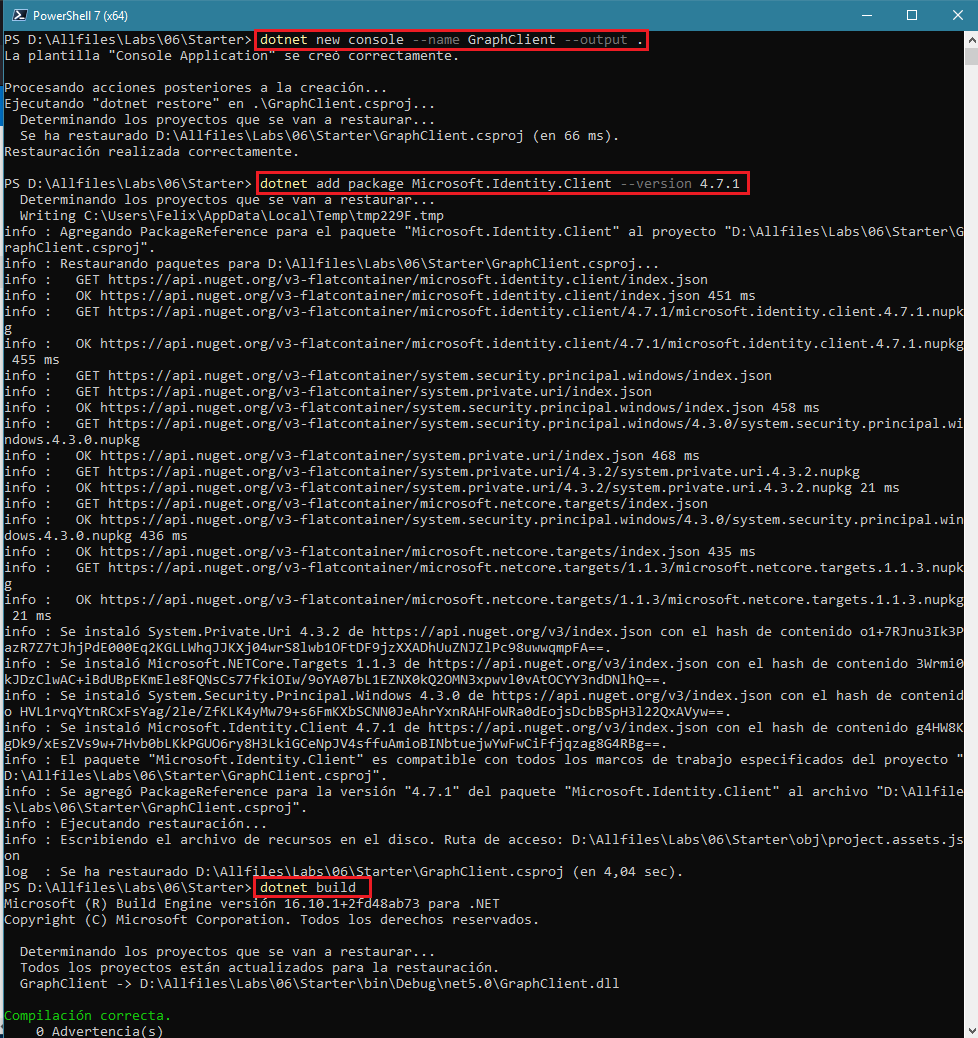 PowerShell 7 (x64)
PS D:\Allfiles\Labs\06\Starter> dotnet new console --name GraphClient --output .
La plantilla "Console Application" se creó correctamente.
Procesando acciones posteriores a la creación...
Ejecutando "dotnet restore" en .\GraphClient.csproj...
  Determinando los proyectos que se van a restaurar...
  Se ha restaurado D:\Allfiles\Labs\06\Starter\GraphClient.csproj (en 66 ms).
Restauración realizada correctamente.
PS D:\Allfiles\Labs\06\Starter> dotnet add package Microsoft.Identity.Client --version 4.7.1
  Determinando los proyectos que se van a restaurar...
  Writing C:\Users\Felix\AppData\Local\Temp\tmp229F.tmp
info : Agregando PackageReference para el paquete "Microsoft.Identity.Client" al proyecto "D:\Allfiles\Labs\06\Starter\G
raphClient.csproj".
info : Restaurando paquetes para D:\Allfiles\Labs\06\Starter\GraphClient.csproj...
info :   GET https://api.nuget.org/v3-flatcontainer/microsoft.identity.client/index.json
info :   OK https://api.nuget.org/v3-flatcontainer/microsoft.identity.client/index.json 451 ms
info :   GET https://api.nuget.org/v3-flatcontainer/microsoft.identity.client/4.7.1/microsoft.identity.client.4.7.1.nupk
g
info :   OK https://api.nuget.org/v3-flatcontainer/microsoft.identity.client/4.7.1/microsoft.identity.client.4.7.1.nupkg
 455 ms
info :   GET https://api.nuget.org/v3-flatcontainer/system.security.principal.windows/index.json
info :   GET https://api.nuget.org/v3-flatcontainer/system.private.uri/index.json
info :   OK https://api.nuget.org/v3-flatcontainer/system.security.principal.windows/index.json 458 ms
info :   GET https://api.nuget.org/v3-flatcontainer/system.security.principal.windows/4.3.0/system.security.principal.wi
ndows.4.3.0.nupkg
info :   OK https://api.nuget.org/v3-flatcontainer/system.private.uri/index.json 468 ms
info :   GET https://api.nuget.org/v3-flatcontainer/system.private.uri/4.3.2/system.private.uri.4.3.2.nupkg
info :   OK https://api.nuget.org/v3-flatcontainer/system.private.uri/4.3.2/system.private.uri.4.3.2.nupkg 21 ms
info :   GET https://api.nuget.org/v3-flatcontainer/microsoft.netcore.targets/index.json
info :   OK https://api.nuget.org/v3-flatcontainer/system.security.principal.windows/4.3.0/system.security.principal.win
dows.4.3.0.nupkg 436 ms
info :   OK https://api.nuget.org/v3-flatcontainer/microsoft.netcore.targets/index.json 435 ms
info :   GET https://api.nuget.org/v3-flatcontainer/microsoft.netcore.targets/1.1.3/microsoft.netcore.targets.1.1.3.nupk
g
info :   OK https://api.nuget.org/v3-flatcontainer/microsoft.netcore.targets/1.1.3/microsoft.netcore.targets.1.1.3.nupkg
 21 ms
info : Se instaló System.Private.Uri 4.3.2 de https://api.nuget.org/v3/index.json con el hash de contenido o1+7RJnu3Ik3P
azR7Z7tJhjPdE000Eq2KGLLWhqJJKXj04wrS8lwb1OFtDF9jzXXADhUuZNJZlPc98uwwqmpFA==.
info : Se instaló Microsoft.NETCore.Targets 1.1.3 de https://api.nuget.org/v3/index.json con el hash de contenido 3Wrmi0
kJDzClwAC+iBdUBpEKmEle8FQNsCs77fkiOIw/9oYA07bL1EZNX0kQ2OMN3xpwvl0vAtOCYY3ndDNlhQ==.
info : Se instaló System.Security.Principal.Windows 4.3.0 de https://api.nuget.org/v3/index.json con el hash de contenid
o HVL1rvqYtnRCxFsYag/2le/ZfKLK4yMw79+s6FmKXbSCNN0JeAhrYxnRAHFoWRa0dEojsDcbBSpH3l22QxAVyw==.
info : Se instaló Microsoft.Identity.Client 4.7.1 de https://api.nuget.org/v3/index.json con el hash de contenido g4HW8K
gDk9/xEsZVs9w+7Hvb0bLKkPGUO6ry8H3LkiGCeNpJV4sffuAmioBINbtuejwYwFwCiFfjqzag8G4RBg==.
info : El paquete "Microsoft.Identity.Client" es compatible con todos los marcos de trabajo especificados del proyecto "
D:\Allfiles\Labs\06\Starter\GraphClient.csproj".
info : Se agregó PackageReference para la versión "4.7.1" del paquete "Microsoft.Identity.Client" al archivo "D:\Allfile
s\Labs\06\Starter\GraphClient.csproj".
info : Ejecutando restauración...
info : Escribiendo el archivo de recursos en el disco. Ruta de acceso: D:\Allfiles\Labs\06\Starter\obj\project.assets.js
on
log  : Se ha restaurado D:\Allfiles\Labs\06\Starter\GraphClient.csproj (en 4,04 sec).
PS D:\Allfiles\Labs\06\Starter> dotnet build
Microsoft (R) Build Engine versión 16.10.1+2fd48ab73 para .NET
Copyright (C) Microsoft Corporation. Todos los derechos reservados.
  Determinando los proyectos que se van a restaurar...
  Todos los proyectos están actualizados para la restauración.
  GraphClient -> D:\Allfiles\Labs\06\Starter\bin\Debug\net5.0\GraphClient.dll
Compilación correcta.
    0 Advertencia(s)